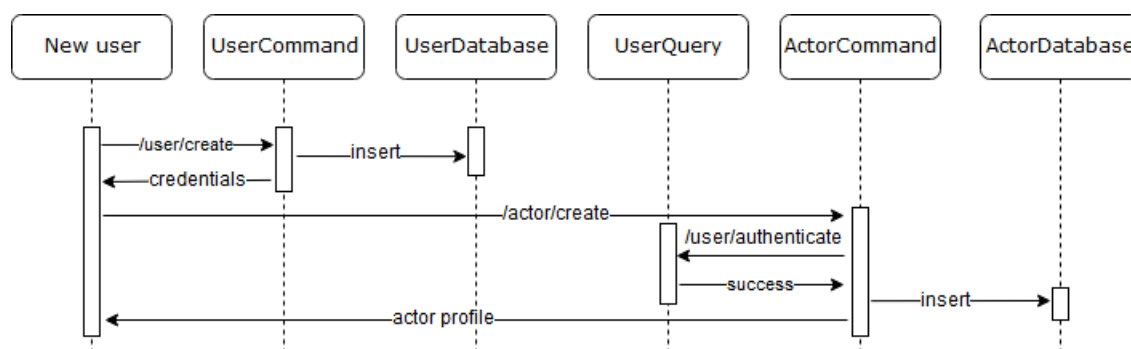 New user
UserCommand
UserDatabase
UserQuery
ActorCommand
ActorDatabase
/user/create
insert
credentials
/actor/create
/user/authenticate
success
insert
actor profile